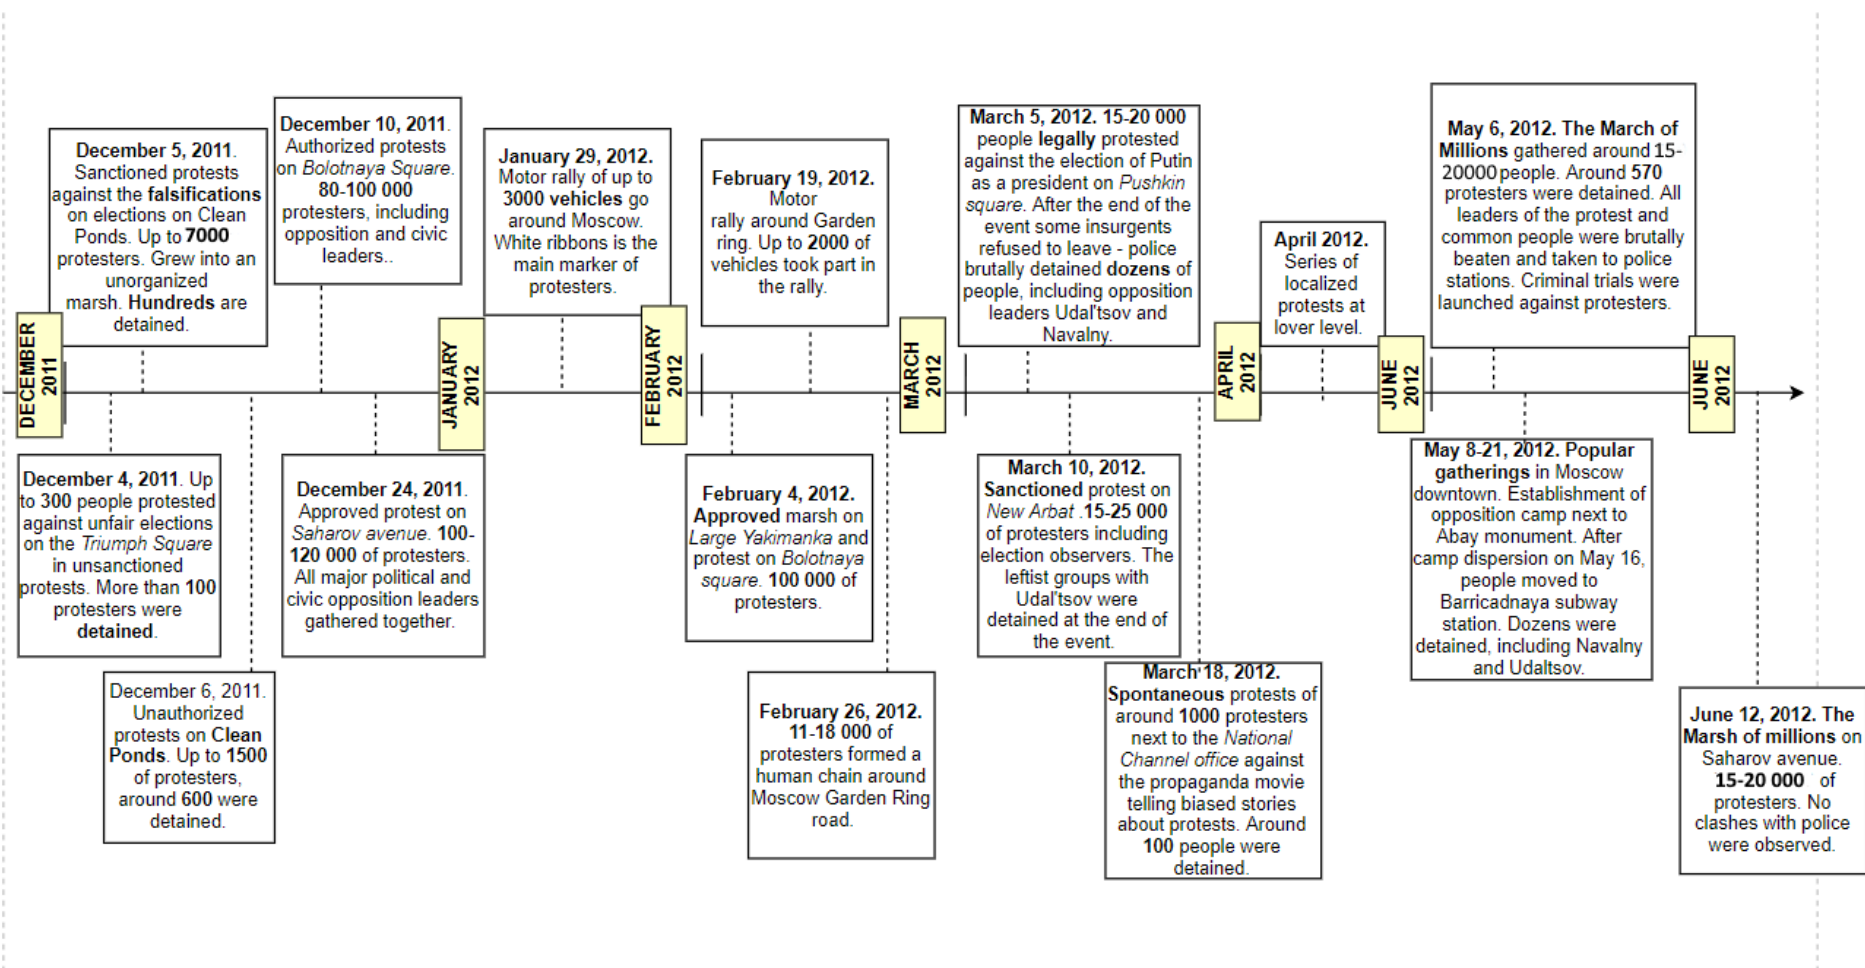 December 5, 2011.
Sanctioned protests
against the falsifications
on elections on Clean
Ponds. Up to 7000
protesters. Grew into an
unorganized
marsh. Hundreds are
detained.
December 10, 2011.
Authorized protests
on Bolotnaya Square.
80-100 000
protesters, including
opposition and civic
leaders..
January 29, 2012.
Motor rally of up to
3000 vehicles go
around Moscow.
White ribbons is the
main marker of
protesters.
February 19, 2012.
Motor
rally around Garden
ring. Up to 2000 of
vehicles took part in
the rally.
March 5, 2012. 15-20 000
people legally protested
against the election of Putin
as a president on Pushkin
square. After the end of the
event some insurgents
refused to leave - police
brutally detained dozens of
people, including opposition
leaders Udal'tsov and
Navalny.
April 2012.
Series of
localized
protests at
lover level.
May 6, 2012. The March of
Millions gathered around 15-
20000 people. Around 570
protesters were detained. All
leaders of the protest and
common people were brutally
beaten and taken to police
stations. Criminal trials were
launched against protesters.
DECEMBER
2011
JANUARY
2012
FEBRUARY
2012
MARCH
2012
APRIL
2012
JUNE
2012
JUNE
2012
December 4, 2011. Up
to 300 people protested
against unfair elections
on the Triumph Square
in unsanctioned
protests. More than 100
protesters were
detained.
December 6, 2011.
Unauthorized
protests on Clean
Ponds. Up to 1500
of protesters,
around 600 were
detained.
December 24, 2011.
Approved protest on
Saharov avenue. 100-
120 000 of protesters.
All major political and
civic opposition leaders
gathered together.
February 4, 2012.
Approved marsh on
Large Yakimanka and
protest on Bolotnaya
square. 100 000 of
protesters.
February 26, 2012.
11-18 000 of
protesters formed a
human chain around
Moscow Garden Ring
road.
March 10, 2012.
Sanctioned protest on
New Arbat .15-25 000
of protesters including
election observers. The
leftist groups with
Udal'tsov were
detained at the end of
the event.
March 18, 2012.
Spontaneous protests of
around 1000 protesters
next to the National
Channel office against
the propaganda movie
telling biased stories
about protests. Around
100 people were
detained.
May 8-21, 2012. Popular
gatherings in Moscow
downtown. Establishment of
opposition camp next to
Abay monument. After
camp dispersion on May 16,
people moved to
Barricadnaya subway
station. Dozens were
detained, including Navalny
and Udaltsov.
June 12, 2012. The
Marsh of millions on
Saharov avenue.
15-20 000 of
protesters. No
clashes with police
were observed.